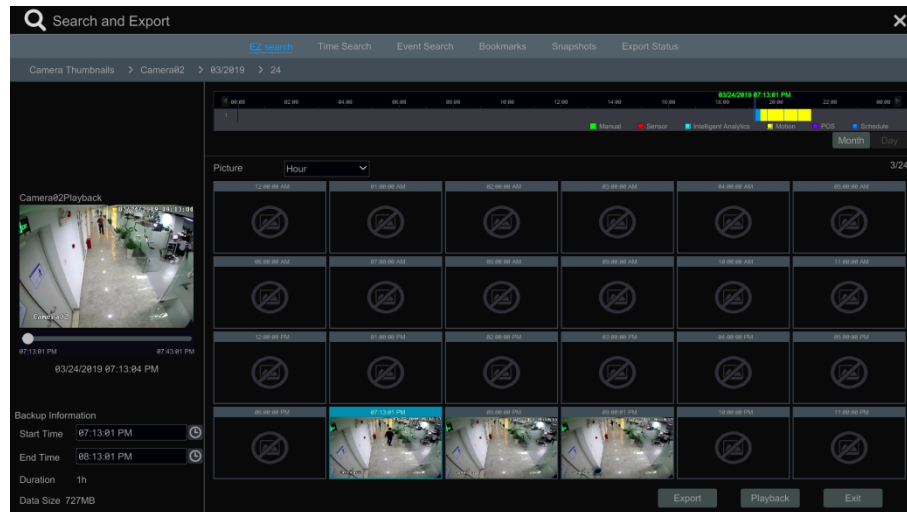 Search and Export
EZ search Time Search Event Search Bookmarks Snapshots Export Status
Camera Thumbnails > Camera02 > 03/2019 > 24
03/24/2019 07:13:01 PM
00:00 02:00 04:00 06:00 08:00 10:00 12:00 14:00 16:00 18:00 20:00 22:00 00:00
1
Manual Sensor Intelligent Analytics Motion POS Schedule
Month Day
Picture Hour 3/24
12:00:00 AM 01:00:00 AM 02:00:00 AM 03:00:00 AM 04:00:00 AM 05:00:00 AM
Camera02Playback
Camera02
06:00:00 AM 07:00:00 AM 08:00:00 AM 09:00:00 AM 10:00:00 AM 11:00:00 AM
07:13:01 PM 07:43:01 PM
03/24/2019 07:13:04 PM
12:00:00 PM 01:00:00 PM 02:00:00 PM 03:00:00 PM 04:00:00 PM 05:00:00 PM
Backup Information
Start Time 07:13:01 PM
End Time 08:13:01 PM
Duration 1h
Data Size 727MB
06:00:00 PM 07:13:01 PM 08:00:00 PM 09:00:01 PM 10:00:00 PM 11:00:00 PM
Export Playback Exit